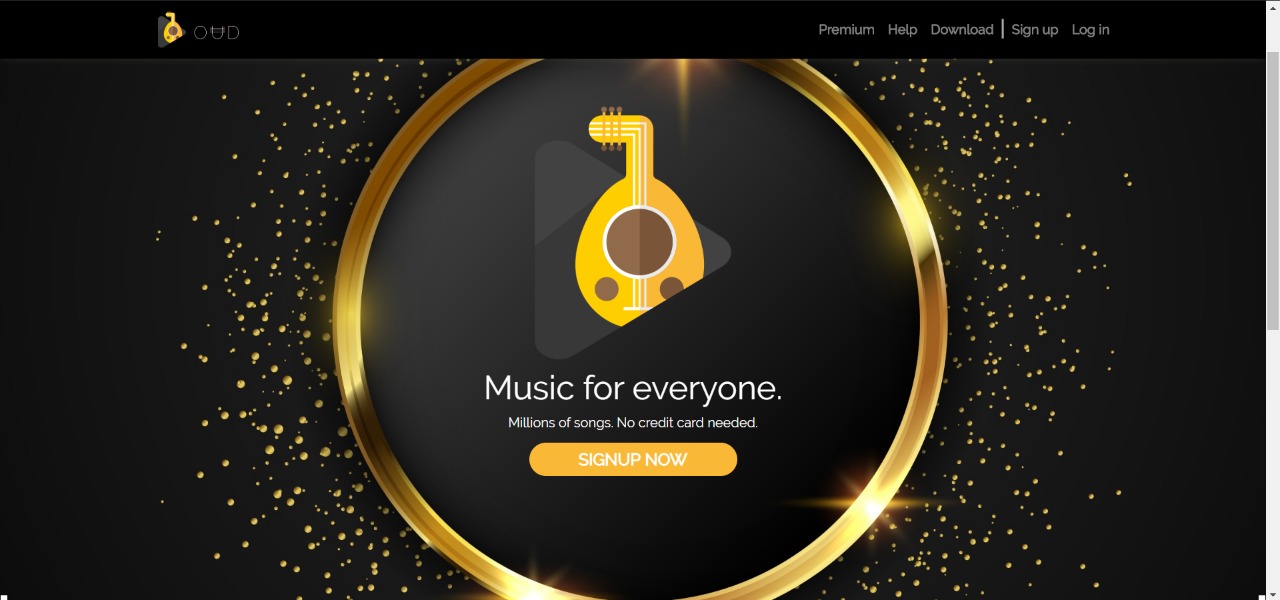 OUD
Premium Help Download Sign up Log in
Music for everyone.
Millions of songs. No credit card needed.
SIGNUP NOW